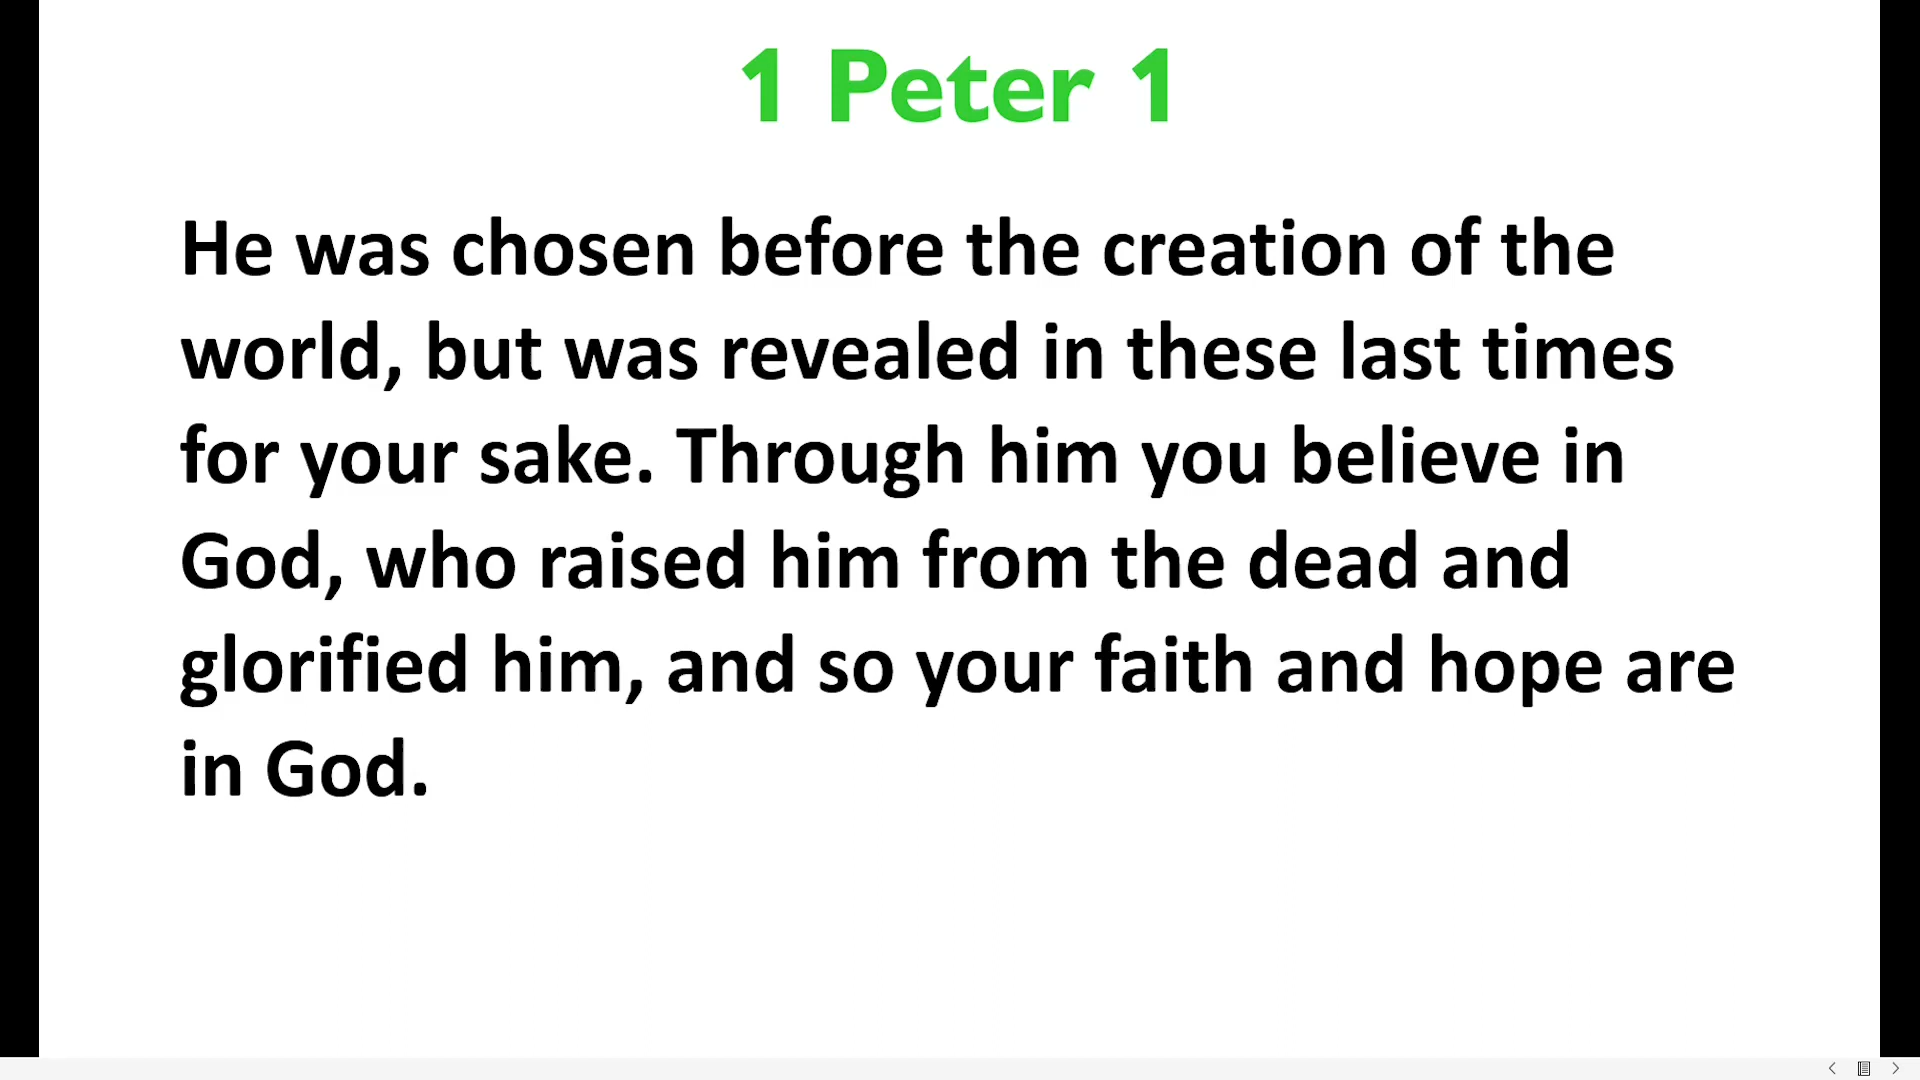 1 Peter 1
He was chosen before the creation of the
world, but was revealed in these last times
for your sake. Through him you believe in
God, who raised him from the dead and
glorified him, and so your faith and hope are
in God.